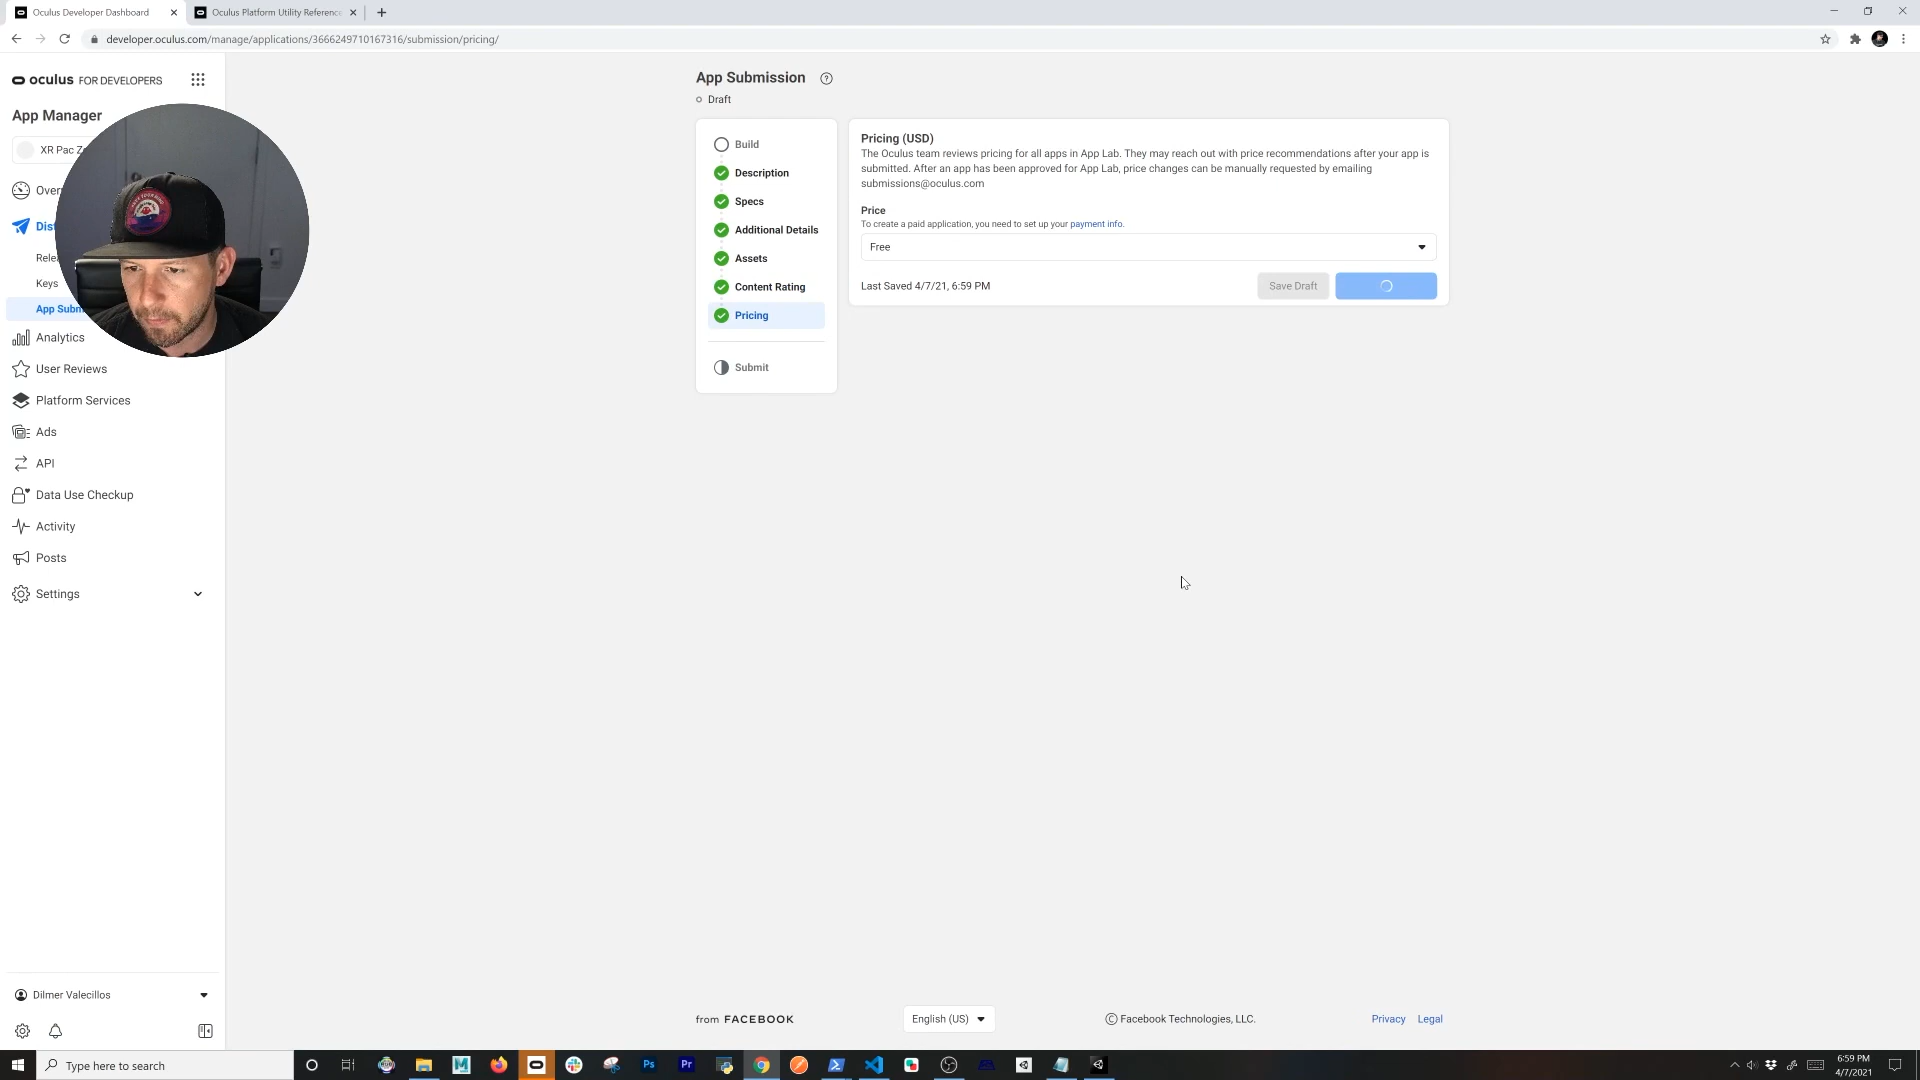 Oculus Developer Dashboard
Oculus Platform Utility Reference
developer.oculus.com/manage/applications/3666249710167316/submission/pricing/
oculus FOR DEVELOPERS
App Manager
XR Pac
Keys
Analytics
User Reviews
Platform Services
Ads
API
Data Use Checkup
Activity
Posts
Settings
Dilmer Valecillos
App Submission
Draft
Build
Description
Specs
Additional Details
Assets
Content Rating
Pricing
Submit
Pricing (USD)
The Oculus team reviews pricing for all apps in App Lab. They may reach out with price recommendations after your app is
submitted. After an app has been approved for App Lab, price changes can be manually requested by emailing
submissions@oculus.com
Price
To create a paid application, you need to set up your payment info.
Free
Last Saved 4/7/21, 6:59 PM
Save Draft
from FACEBOOK
English (US)
© Facebook Technologies, LLC.
Privacy
Legal
Type here to search
Ps
Pr
6:59 PM
4/7/2021